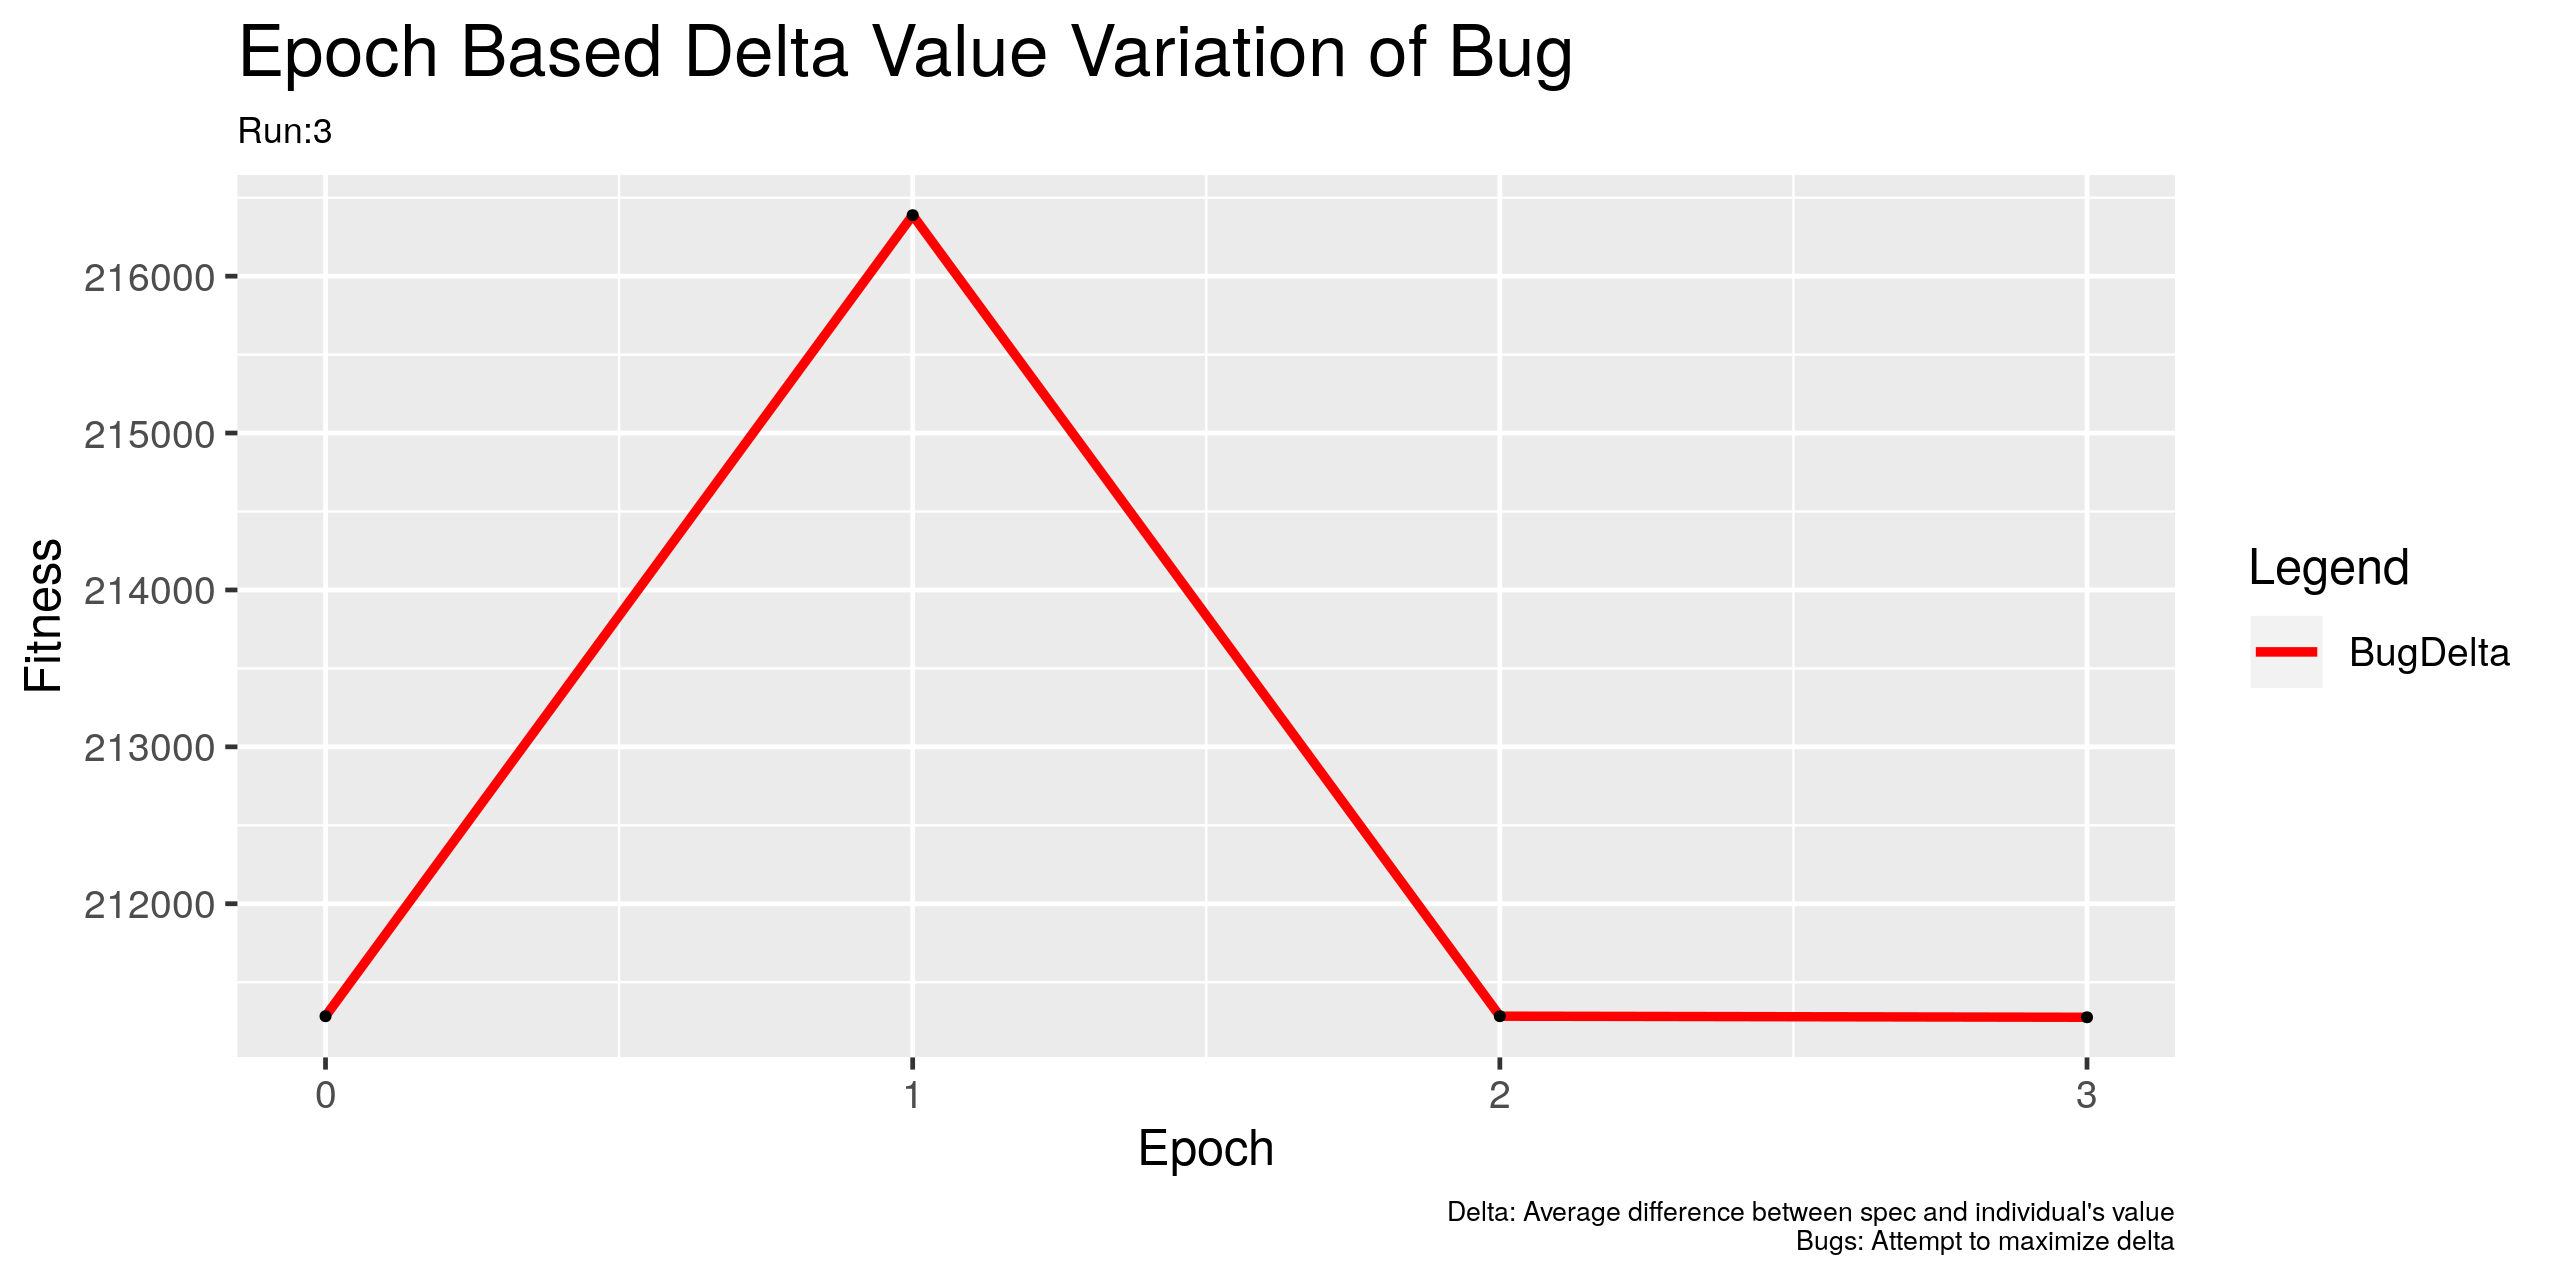 Epoch Based Delta Value Variation of Bug
Run:3
216000
215000
214000
213000
212000
Fitness
0 1 2 3
Epoch
Legend
BugDelta
Delta: Average difference between spec and individual's value
Bugs: Attempt to maximize delta